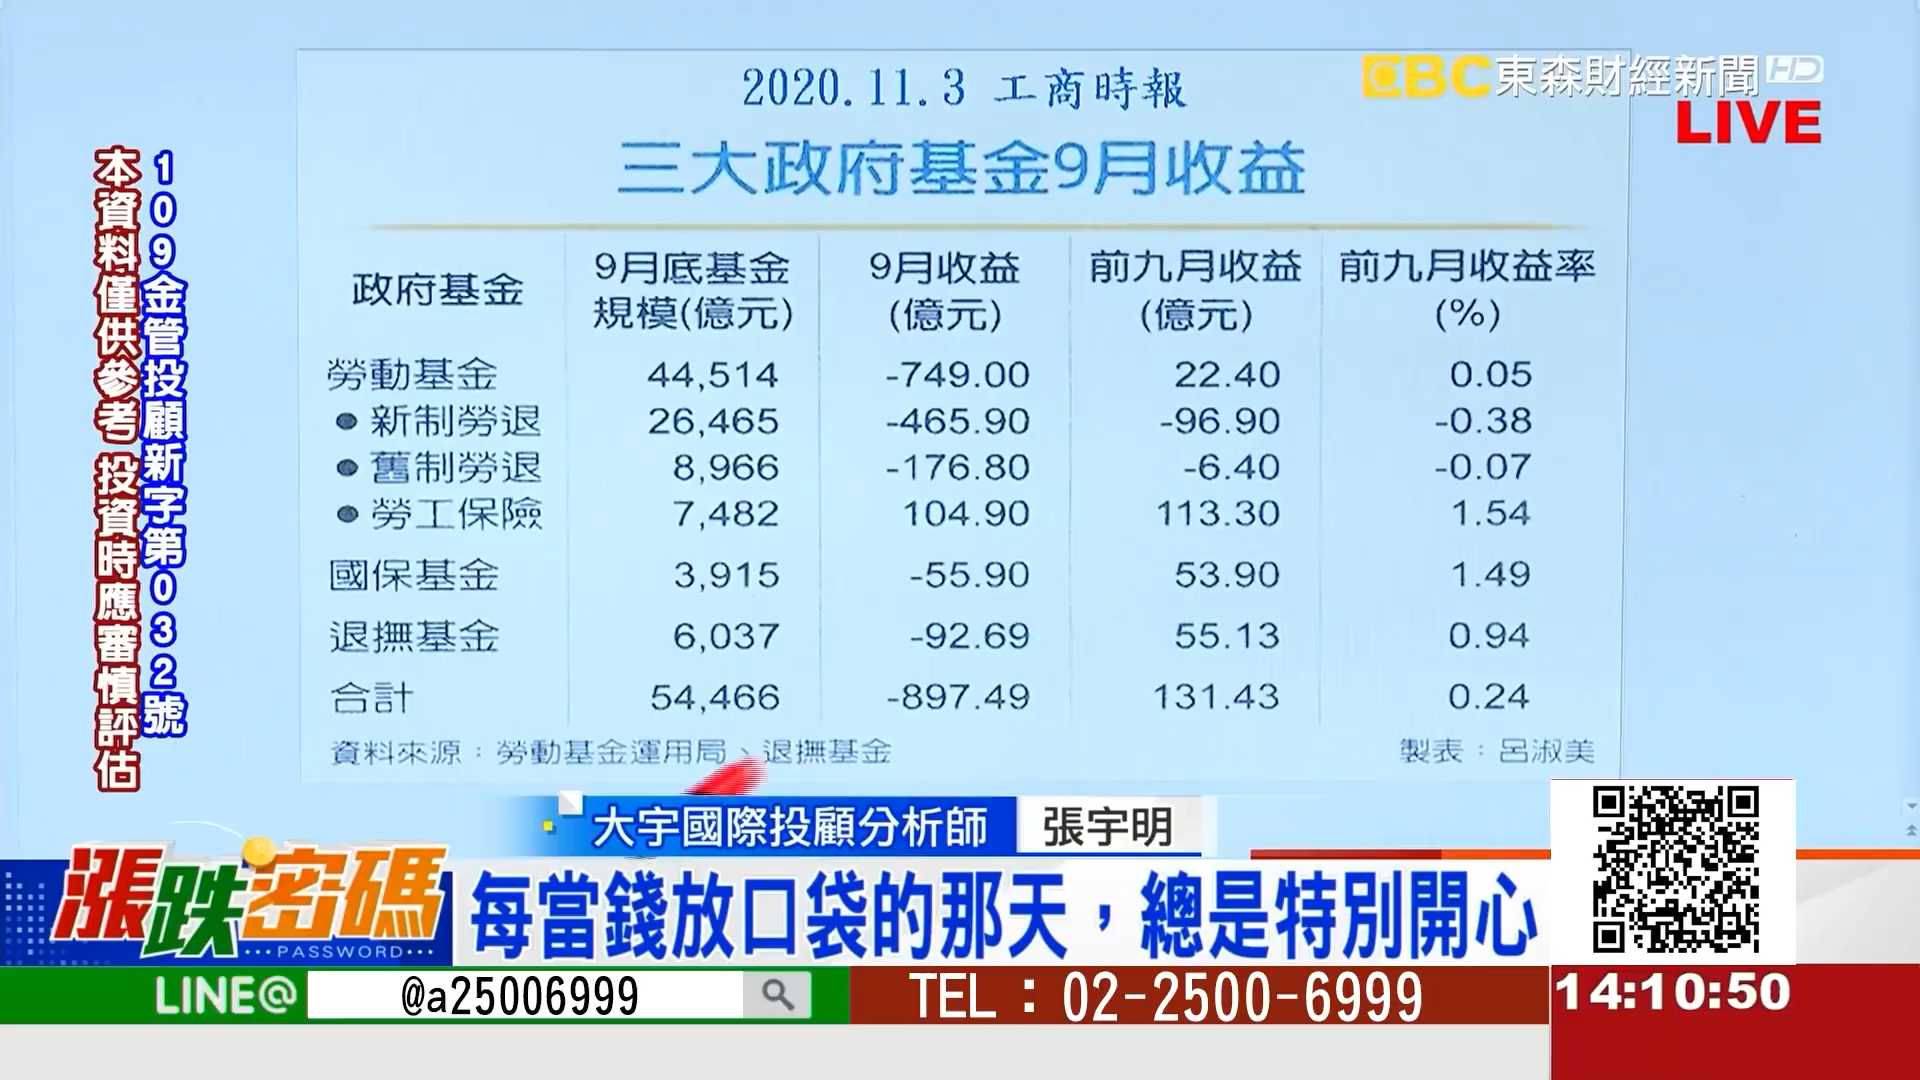 2020.11.3 工商時報
EBC 東森財經新聞 HD
LIVE
三大政府基金9月收益
政府基金 9月底基金規模(億元) 9月收益(億元) 前九月收益(億元) 前九月收益率(%)
勞動基金 44,514 -749.00 22.40 0.05
●新制勞退 26,465 -465.90 -96.90 -0.38
●舊制勞退 8,966 -176.80 -6.40 -0.07
●勞工保險 7,482 104.90 113.30 1.54
國保基金 3,915 -55.90 53.90 1.49
退撫基金 6,037 -92.69 55.13 0.94
合計 54,466 -897.49 131.43 0.24
資料來源：勞動基金運用局、退撫基金 製表：呂淑美
109金管投顧新字第032號
本資料僅供參考 投資時應審慎評估
大宇國際投顧分析師 張宇明
漲跌密碼
PASSWORD
每當錢放口袋的那天，總是特別開心
LINE@ @a25006999
TEL：02-2500-6999
14:10:50